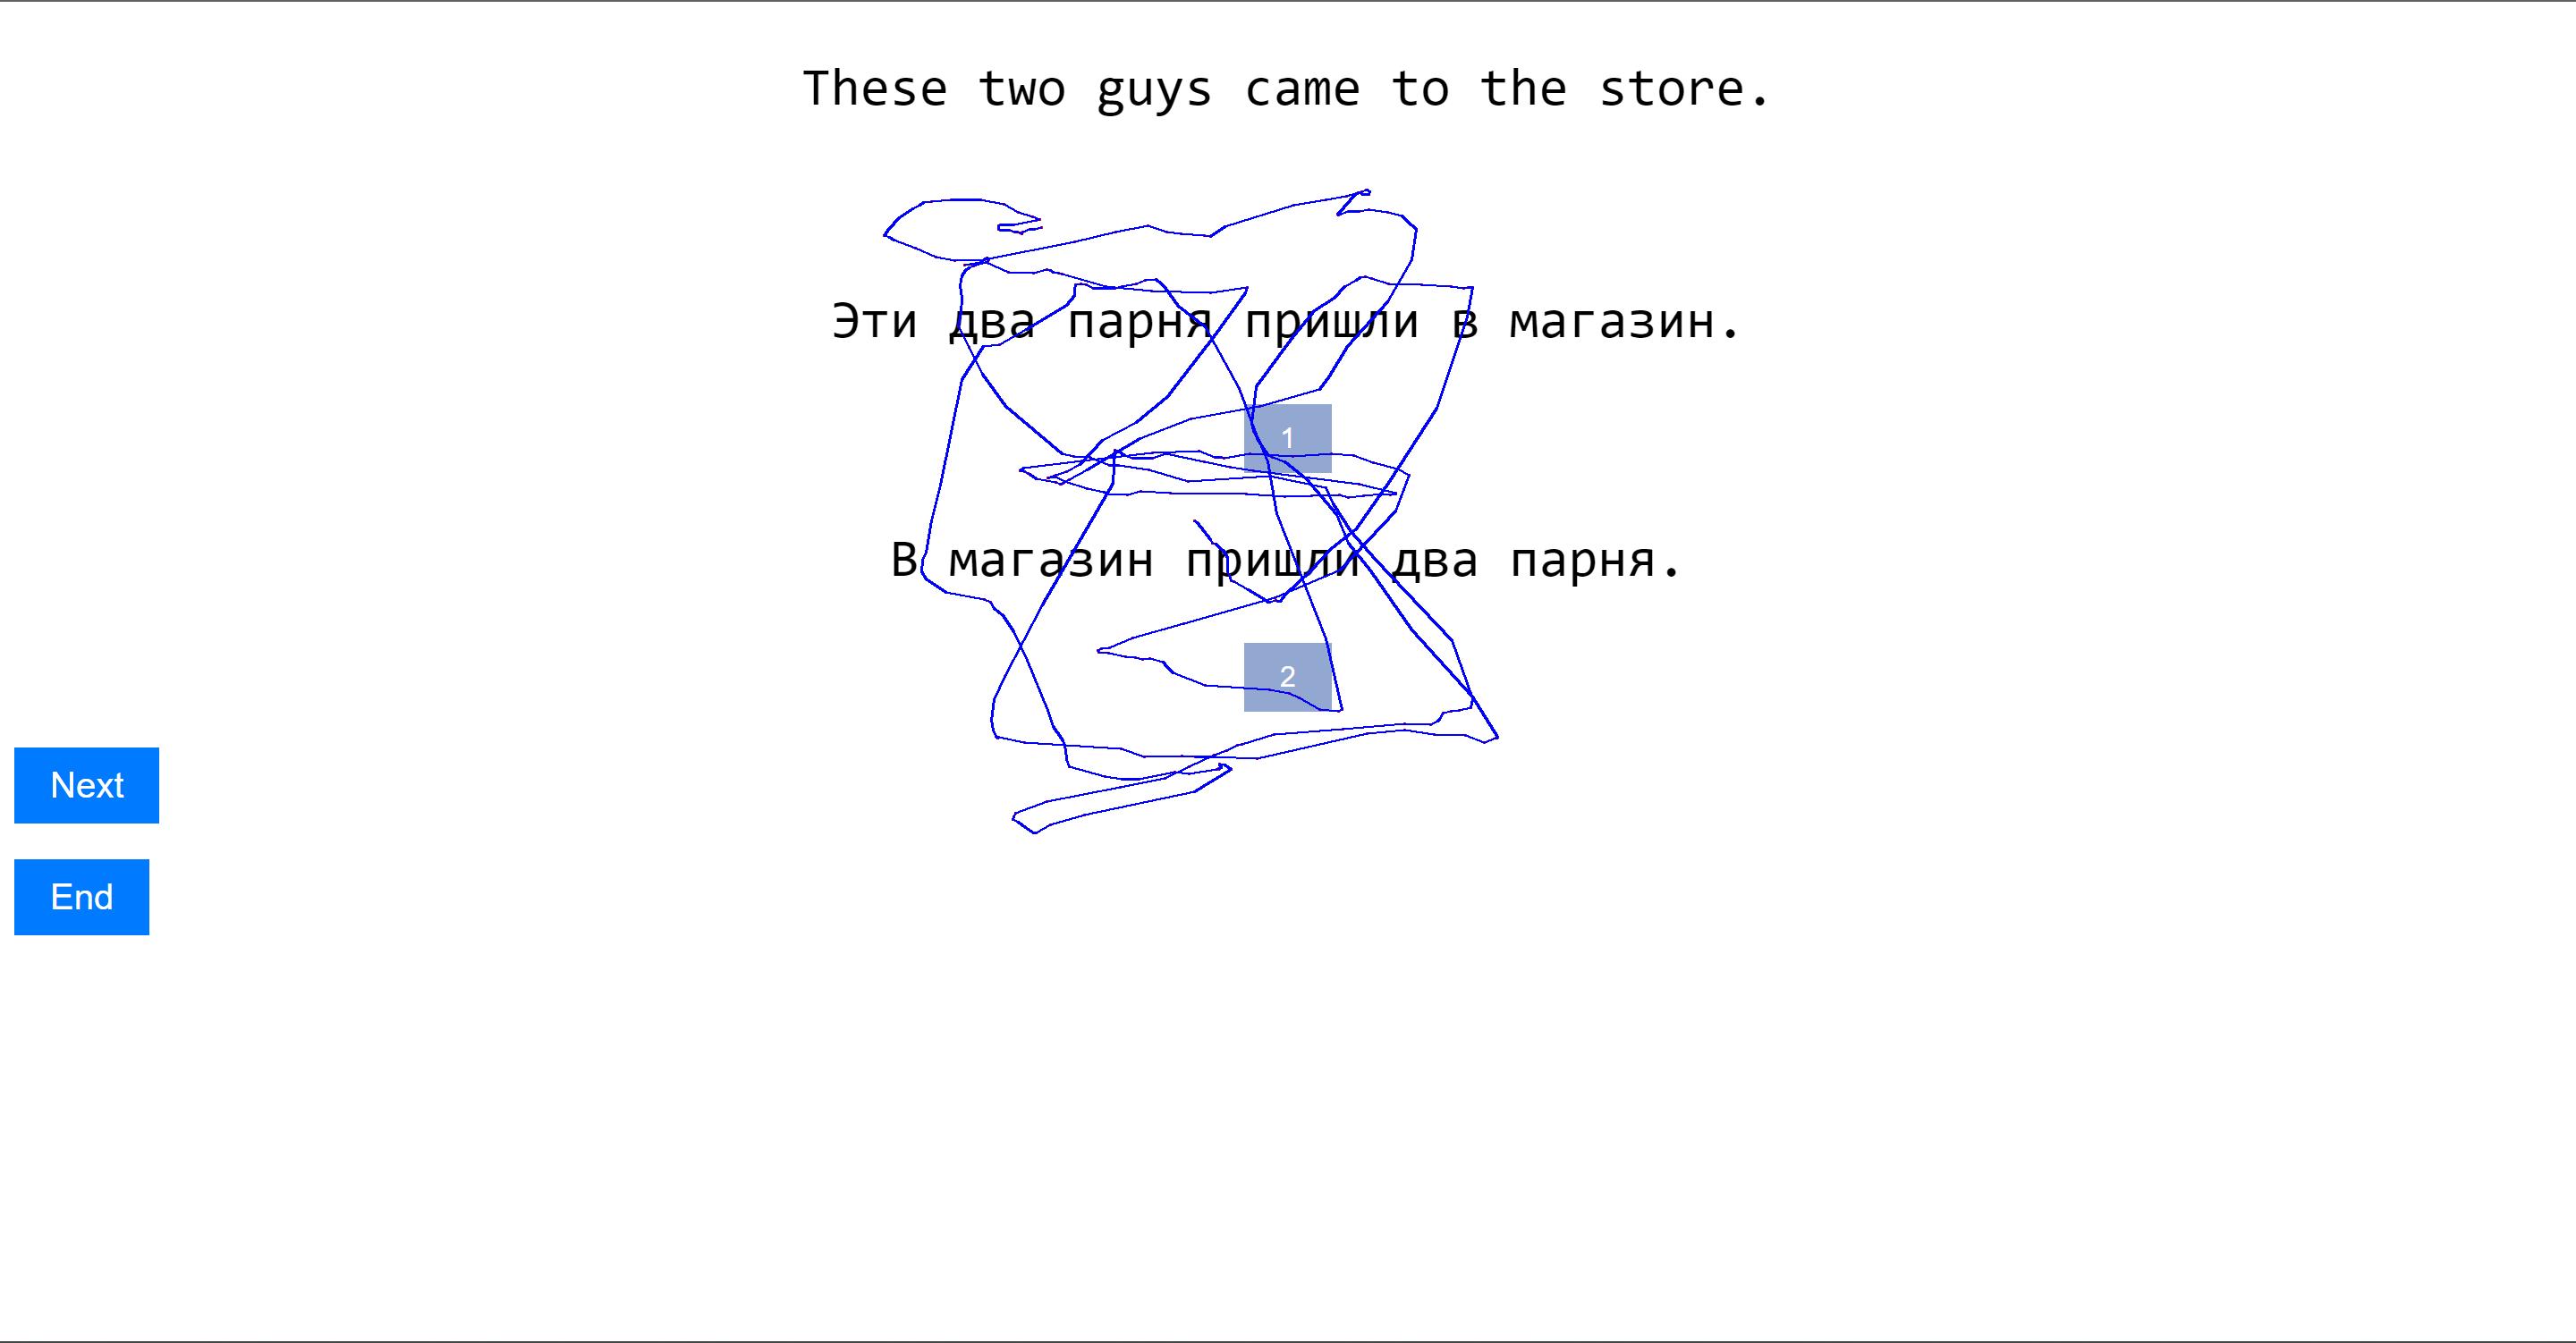 These two guys came to the store.
Эти два парня пришли в магазин.
1
В магазин пришли два парня.
2
Next
End